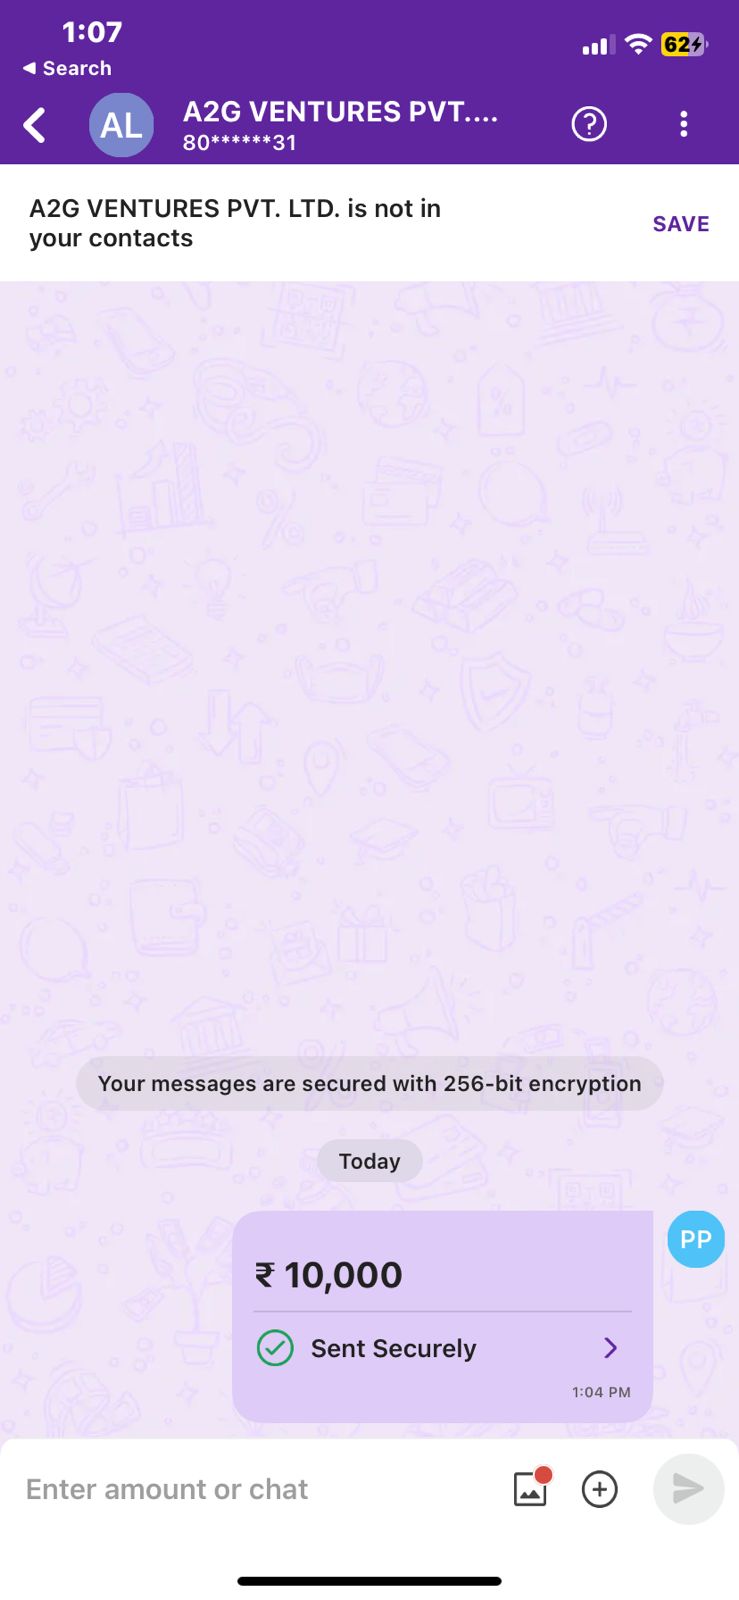 1:07
62
◀ Search
AL
A2G VENTURES PVT....
80******31
?
A2G VENTURES PVT. LTD. is not in
your contacts
SAVE
Your messages are secured with 256-bit encryption
Today
PP
₹ 10,000
Sent Securely
1:04 PM
Enter amount or chat